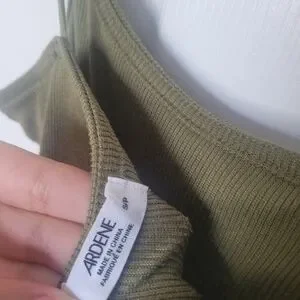 ARDENE
MADE IN CHINA
FABRIQUÉ EN CHINE
S/P